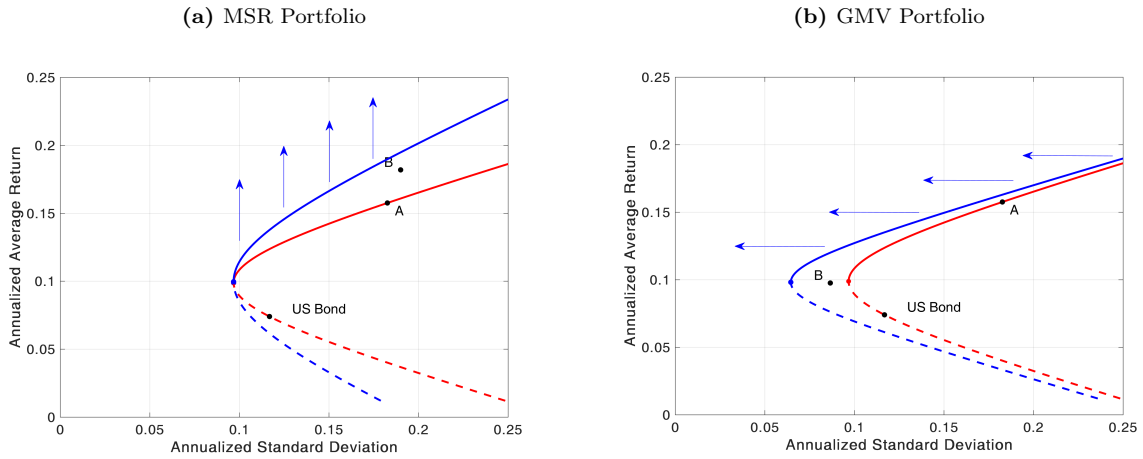 (a) MSR Portfolio
0.25
0.2
0.15
0.1
0.05
0
0
0.05
0.1
0.15
0.2
0.25
Annualized Average Return
Annualized Standard Deviation
B
A
US Bond
(b) GMV Portfolio
0.25
0.2
0.15
0.1
0.05
0
0
0.05
0.1
0.15
0.2
0.25
Annualized Average Return
Annualized Standard Deviation
A
B
US Bond